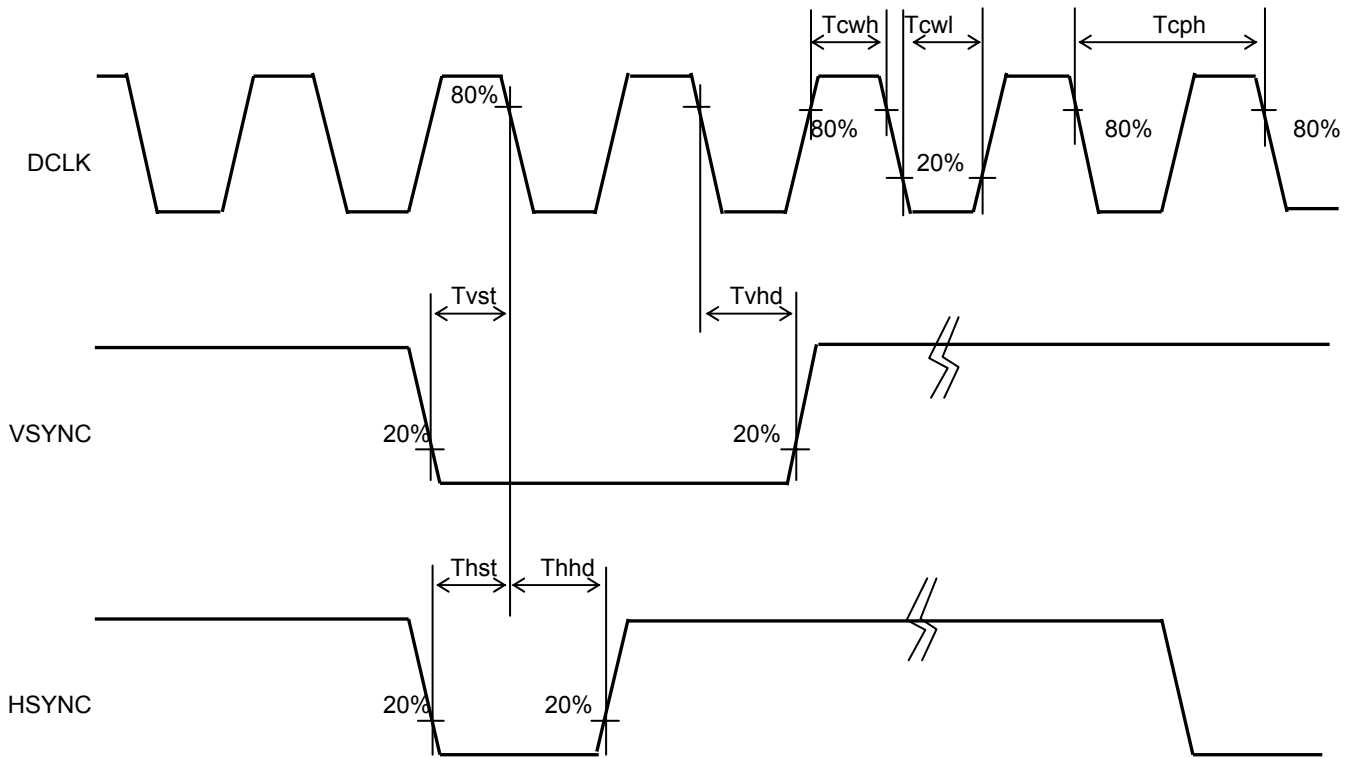 Tcwh Tcwl Tcph
80% 80% 80% 80%
DCLK 20%
Tvst Tvhd
VSYNC 20% 20%
Thst Thhd
HSYNC 20% 20%